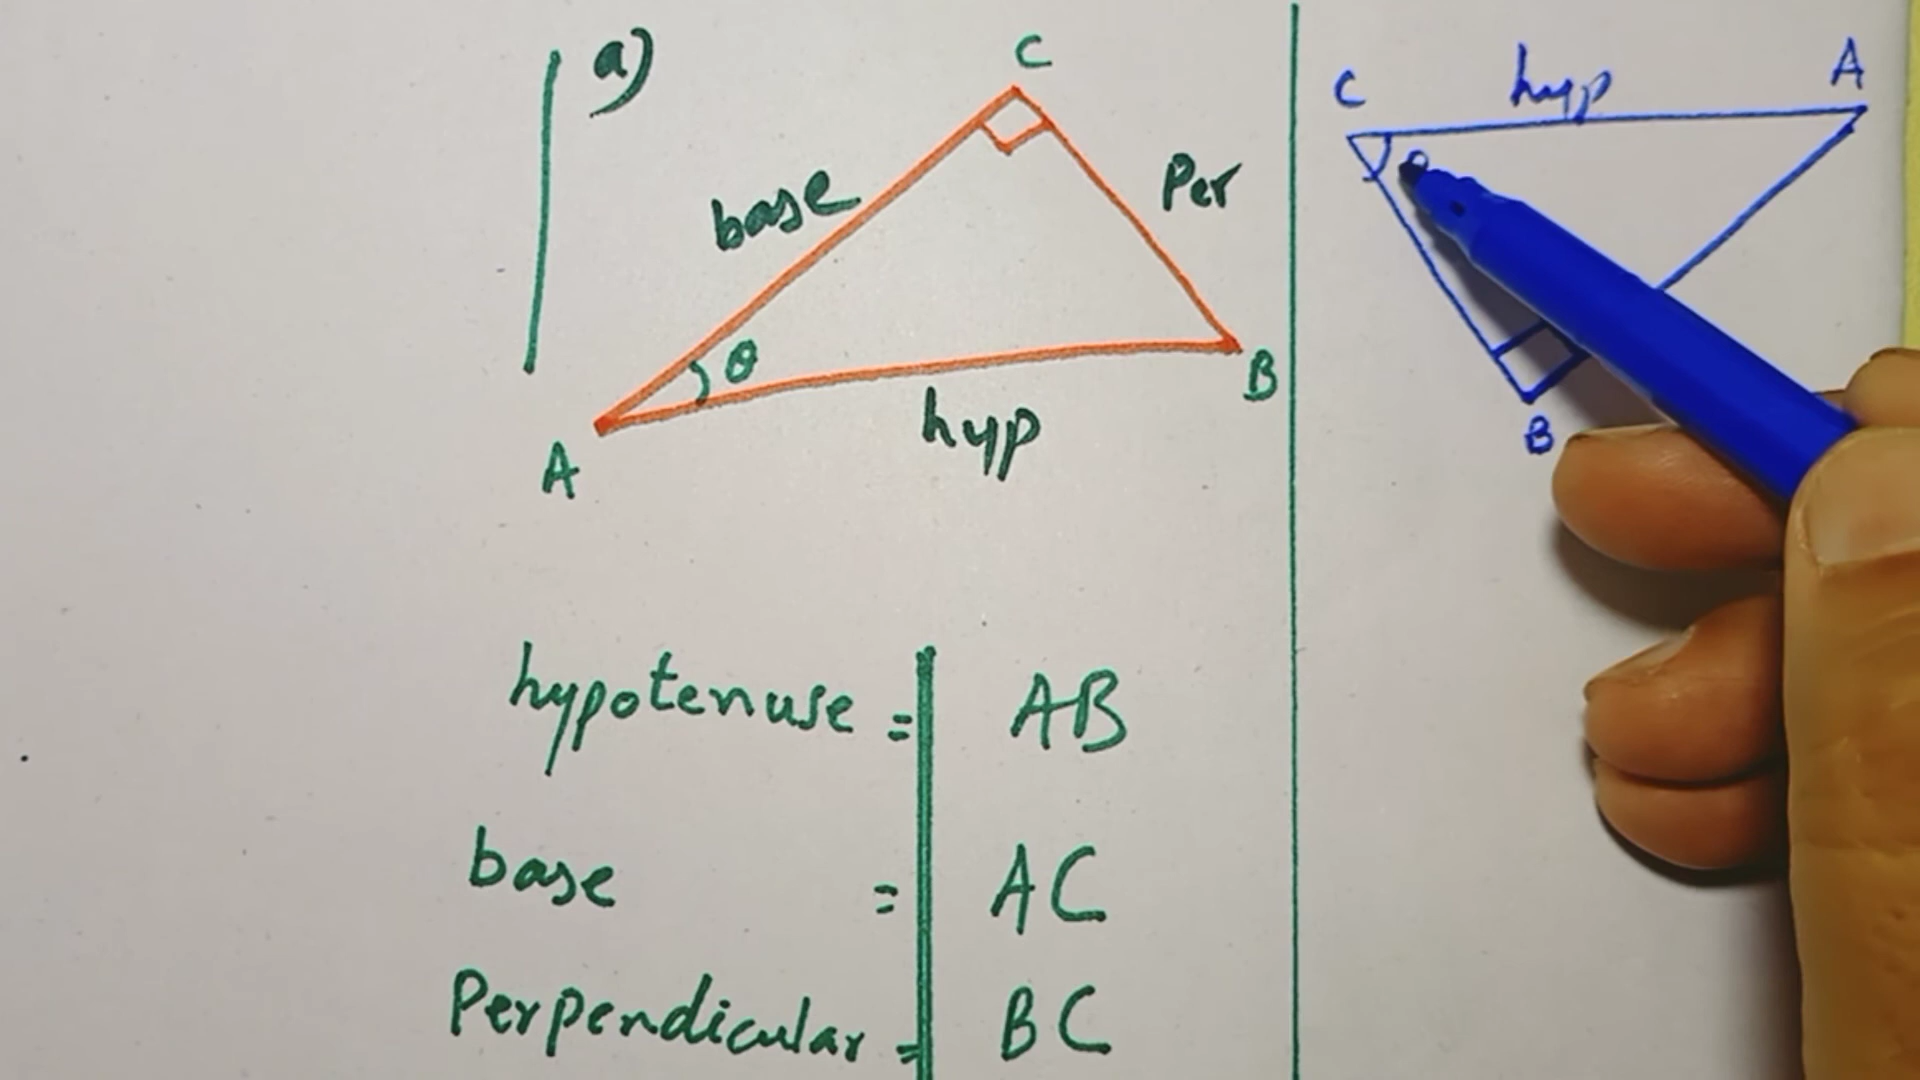 a)
C
base
Per
θ
A
hyp
B
C
hyp
A
B
hypotenuse = AB
base = AC
Perpendicular = BC